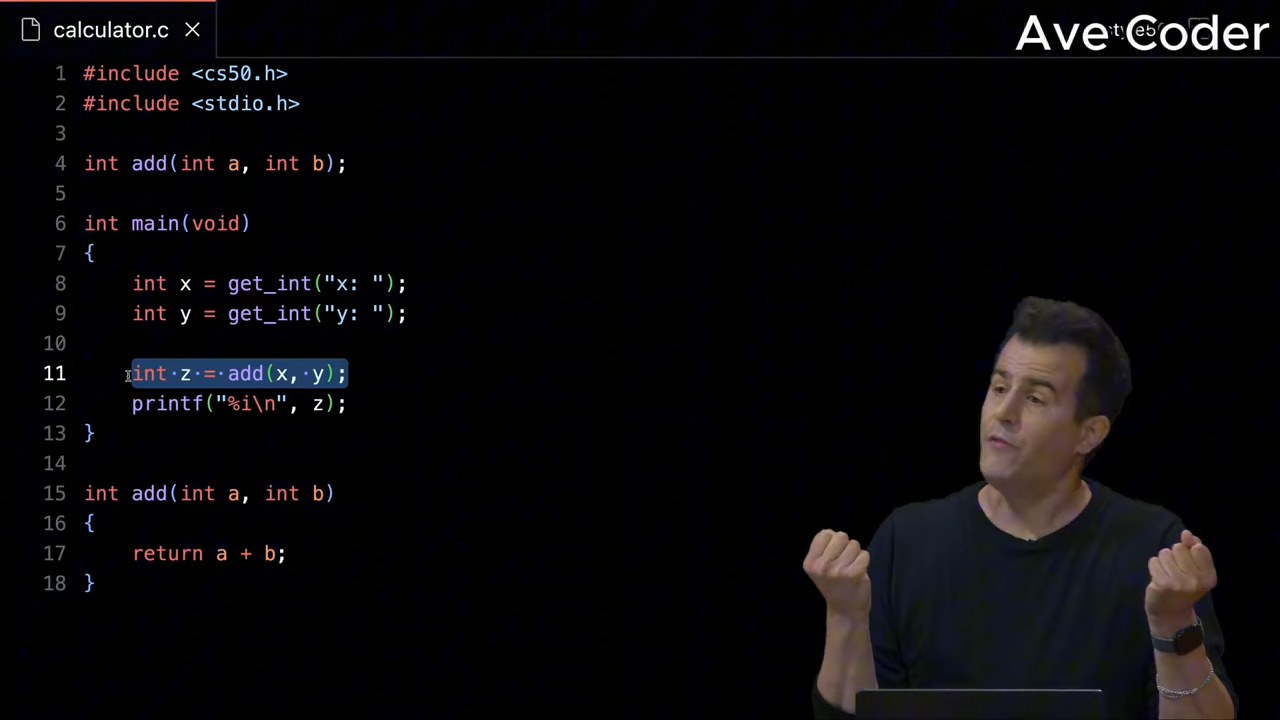 calculator.c
Ave Coder
1 #include <cs50.h>
2 #include <stdio.h>
3
4 int add(int a, int b);
5
6 int main(void)
7 {
8     int x = get_int("x: ");
9     int y = get_int("y: ");
10
11     int z = add(x, y);
12     printf("%i\n", z);
13 }
14
15 int add(int a, int b)
16 {
17     return a + b;
18 }